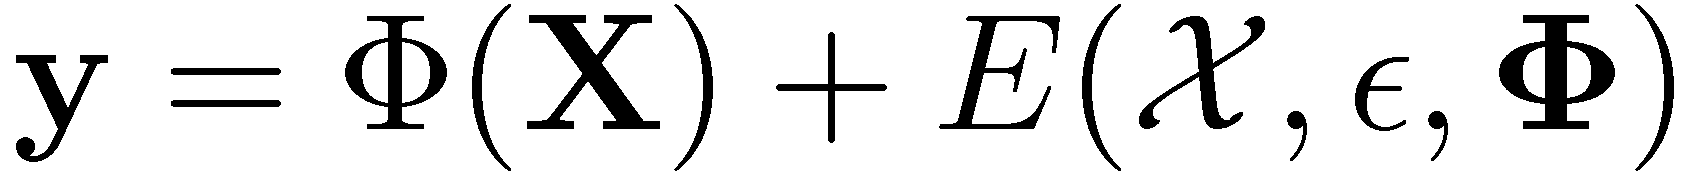 𝐲 = Φ(𝐗) + E(𝒳, ϵ, 𝚽)